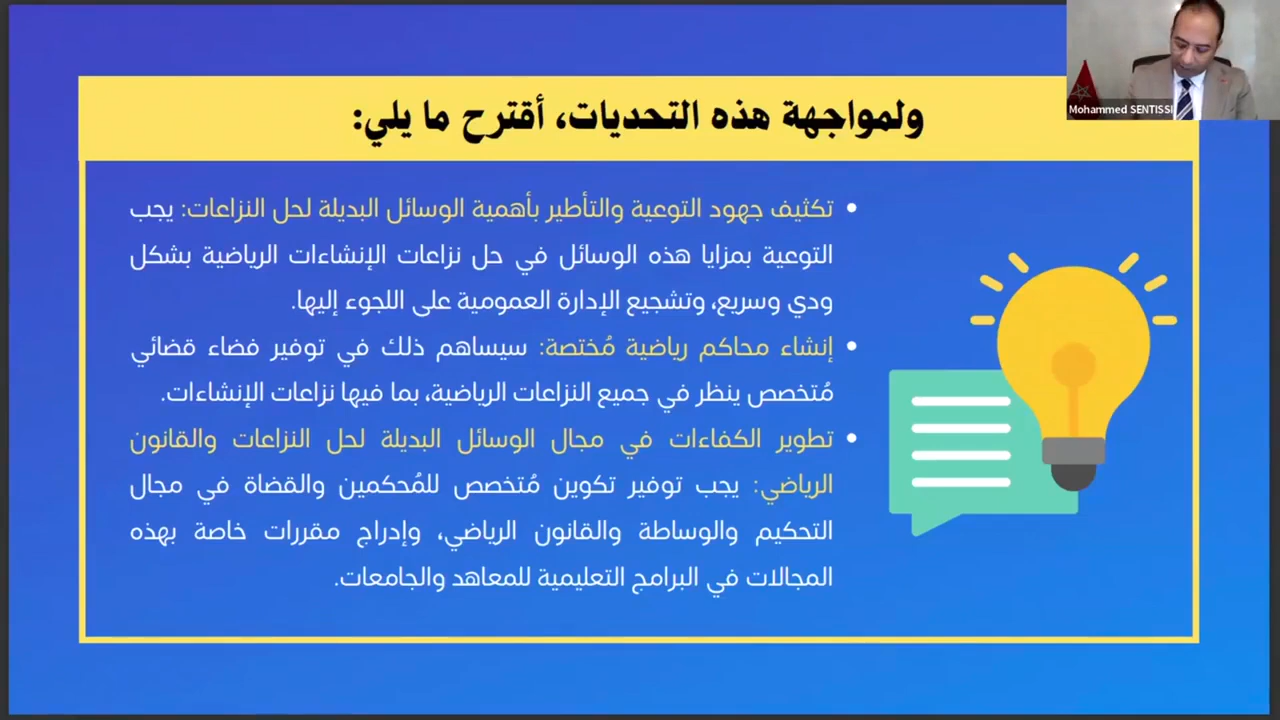 ولمواجهة هذه التحديات، أقترح ما يلي:
Mohammed SENTISSI
• تكثيف جهود التوعية والتأطير بأهمية الوسائل البديلة لحل النزاعات: يجب
التوعية بمزايا هذه الوسائل في حل نزاعات الإنشاءات الرياضية بشكل
ودي وسريع، وتشجيع الإدارة العمومية على اللجوء إليها.
• إنشاء محاكم رياضية مُختصة: سيساهم ذلك في توفير فضاء قضائي
مُتخصص ينظر في جميع النزاعات الرياضية، بما فيها نزاعات الإنشاءات.
• تطوير الكفاءات في مجال الوسائل البديلة لحل النزاعات والقانون
الرياضي: يجب توفير تكوين مُتخصص للمُحكمين والقضاة في مجال
التحكيم والوساطة والقانون الرياضي، وإدراج مقررات خاصة بهذه
المجالات في البرامج التعليمية للمعاهد والجامعات.